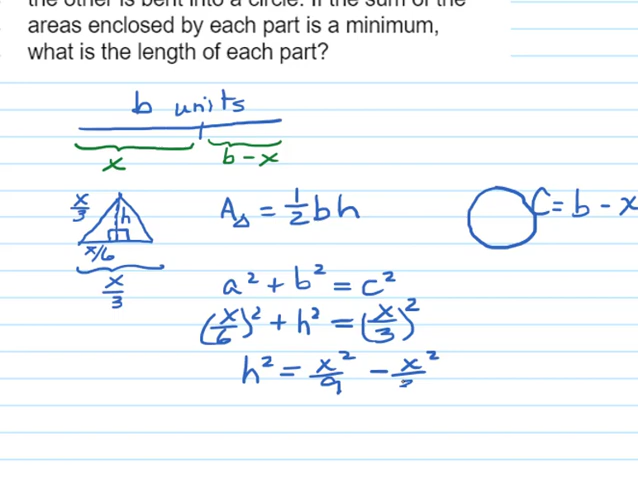 the other is bent into a circle. If the sum of the
areas enclosed by each part is a minimum,
what is the length of each part?
b units
x
b - x
x/3
h
x/6
x/3
A△ = 1/2 bh
C = b - x
a² + b² = c²
(x/6)² + h² = (x/3)²
h² = x²/9 - x²